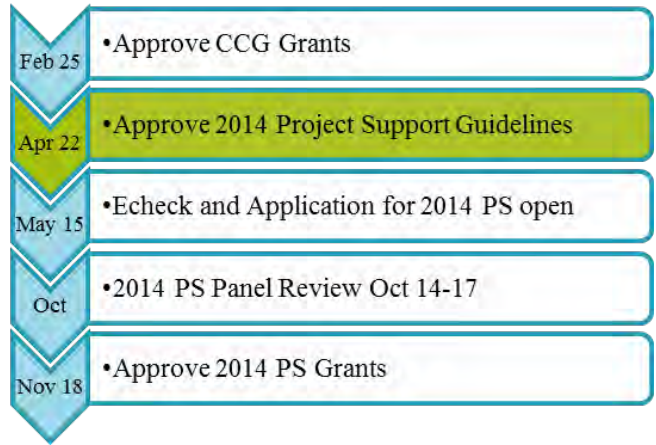 Feb 25
•Approve CCG Grants
Apr 22
•Approve 2014 Project Support Guidelines
May 15
•Echeck and Application for 2014 PS open
Oct
•2014 PS Panel Review Oct 14-17
Nov 18
•Approve 2014 PS Grants